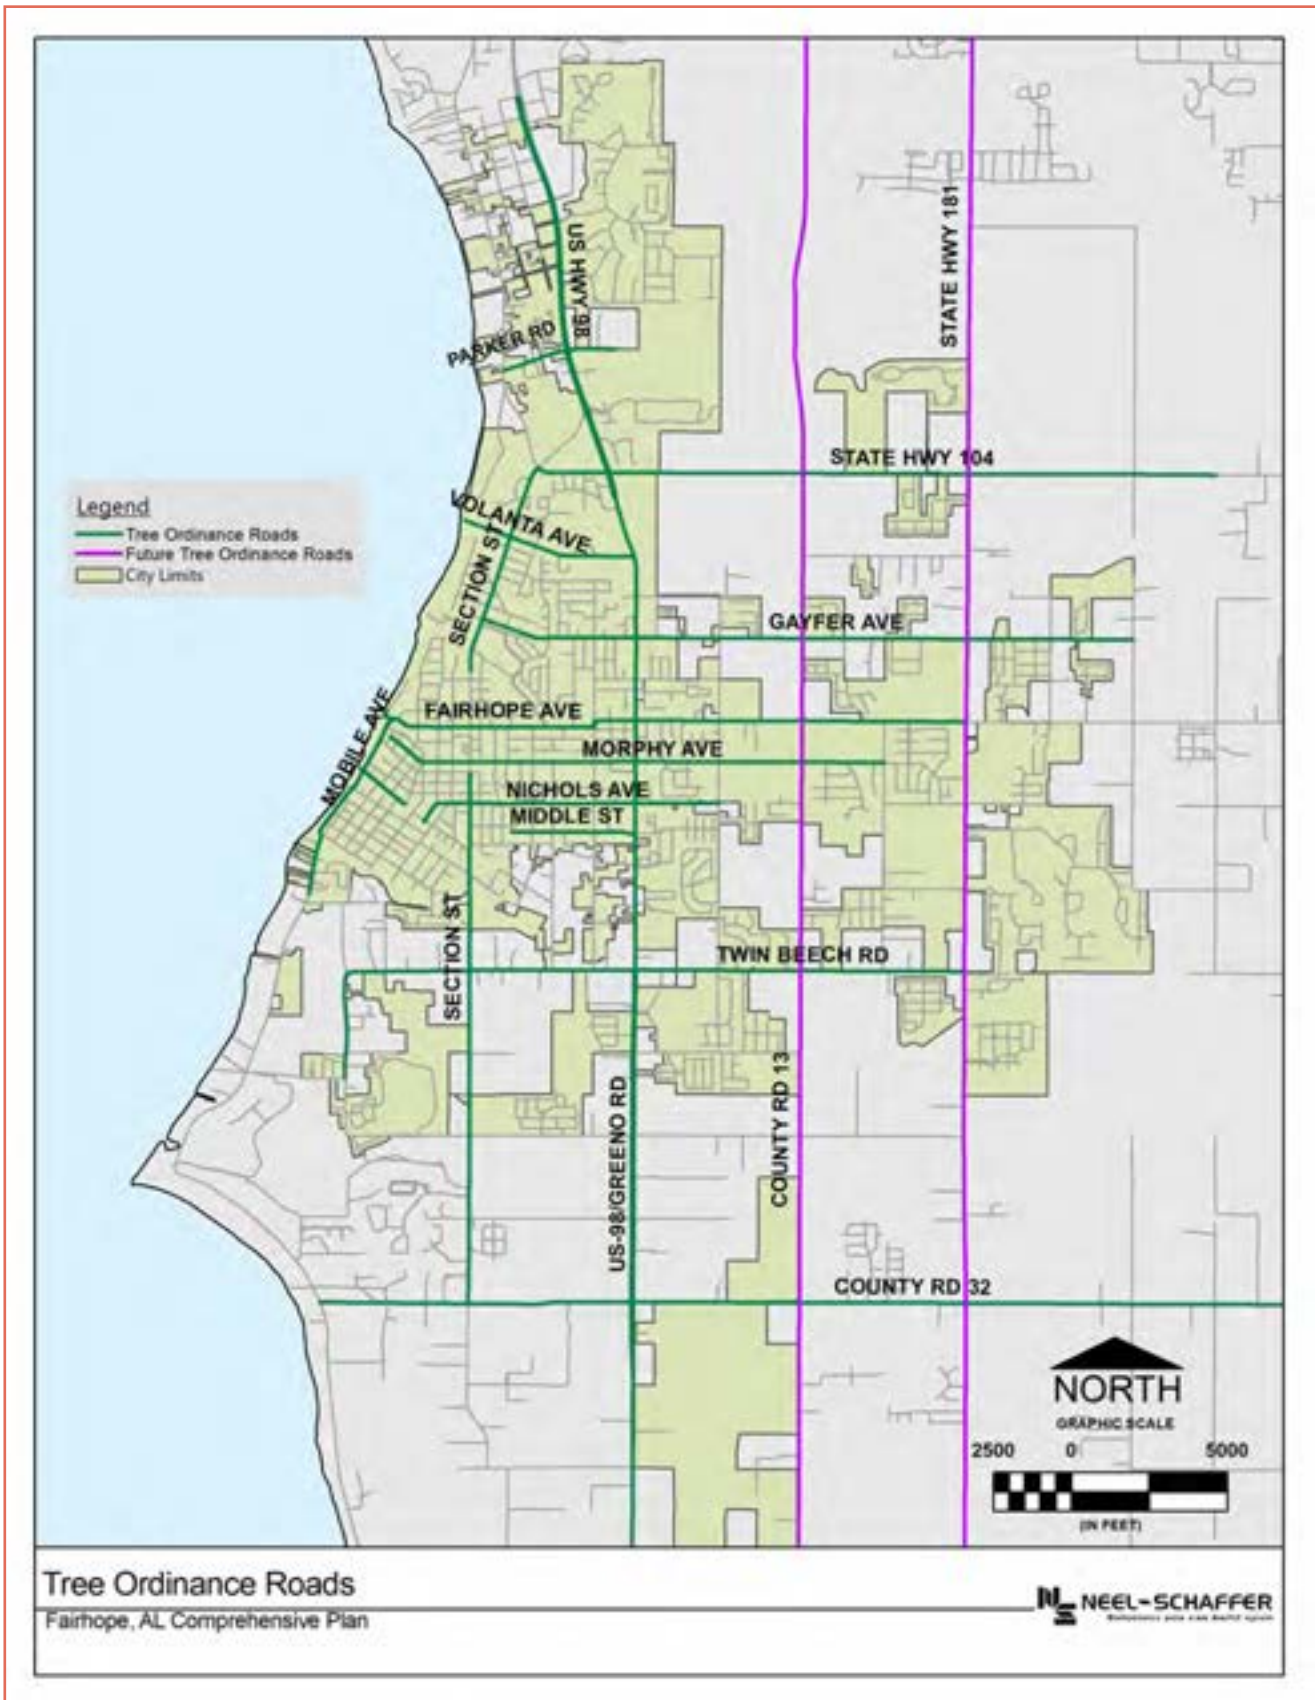 US HWY 98
STATE HWY 181
PARKER RD
STATE HWY 104
Legend
Tree Ordinance Roads
Future Tree Ordinance Roads
City Limits
VOLANTA AVE
SECTION ST
GAYFER AVE
MOBILE AVE
FAIRHOPE AVE
MORPHY AVE
NICHOLS AVE
MIDDLE ST
SECTION ST
TWIN BEECH RD
COUNTY RD 13
US-98/GREENO RD
COUNTY RD 32
NORTH
GRAPHIC SCALE
2500 0 5000
(IN FEET)
Tree Ordinance Roads
Fairhope, AL Comprehensive Plan
NS NEEL-SCHAFFER